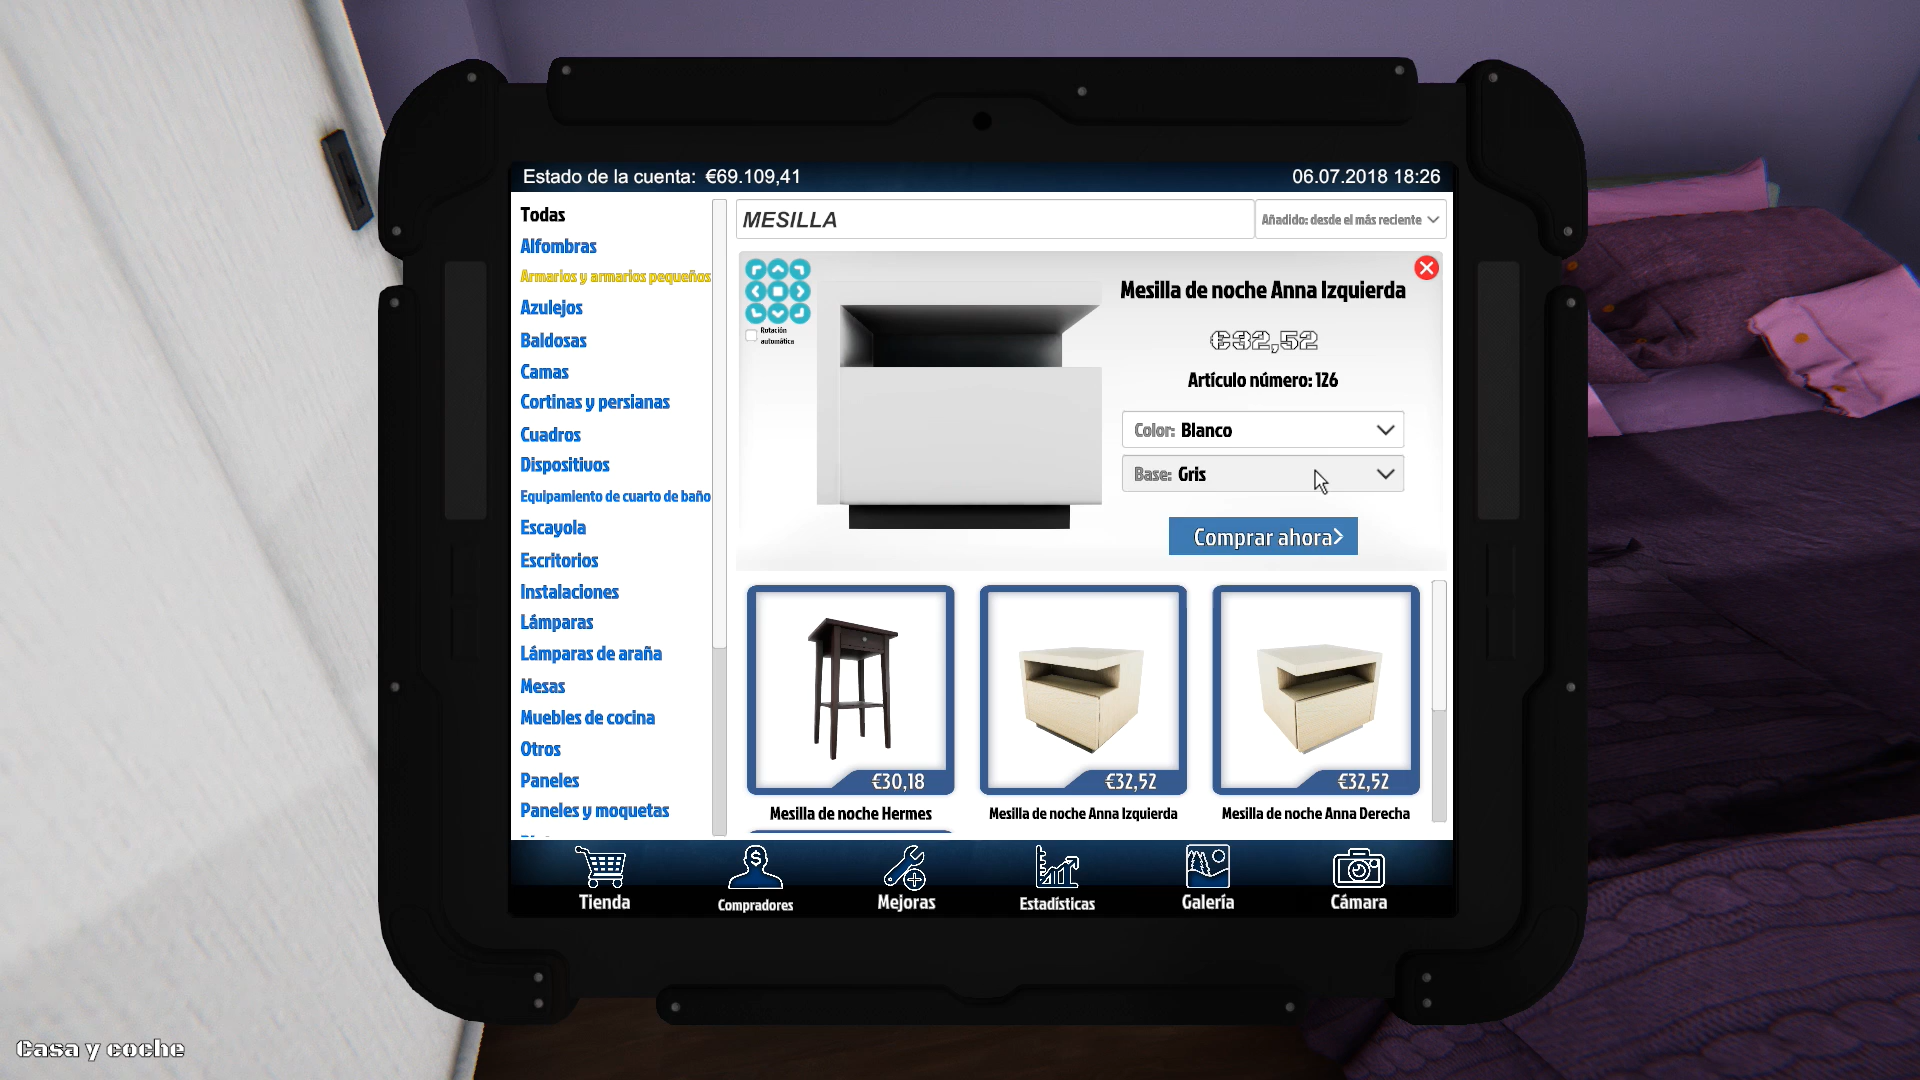 Estado de la cuenta: €69.109,41
06.07.2018 18:26
Todas
Alfombras
Armarios y armarios pequeños
Azulejos
Baldosas
Camas
Cortinas y persianas
Cuadros
Dispositivos
Equipamiento de cuarto de baño
Escayola
Escritorios
Instalaciones
Lámparas
Lámparas de araña
Mesas
Muebles de cocina
Otros
Paneles
Paneles y moquetas
MESILLA
Añadido: desde el más reciente
Rotación
automática
Mesilla de noche Anna Izquierda
€32,52
Artículo número: 126
Color: Blanco
Base: Gris
Comprar ahora
€30,18
Mesilla de noche Hermes
€32,52
Mesilla de noche Anna Izquierda
€32,52
Mesilla de noche Anna Derecha
Tienda
Compradores
Mejoras
Estadísticas
Galería
Cámara
Casa y coche